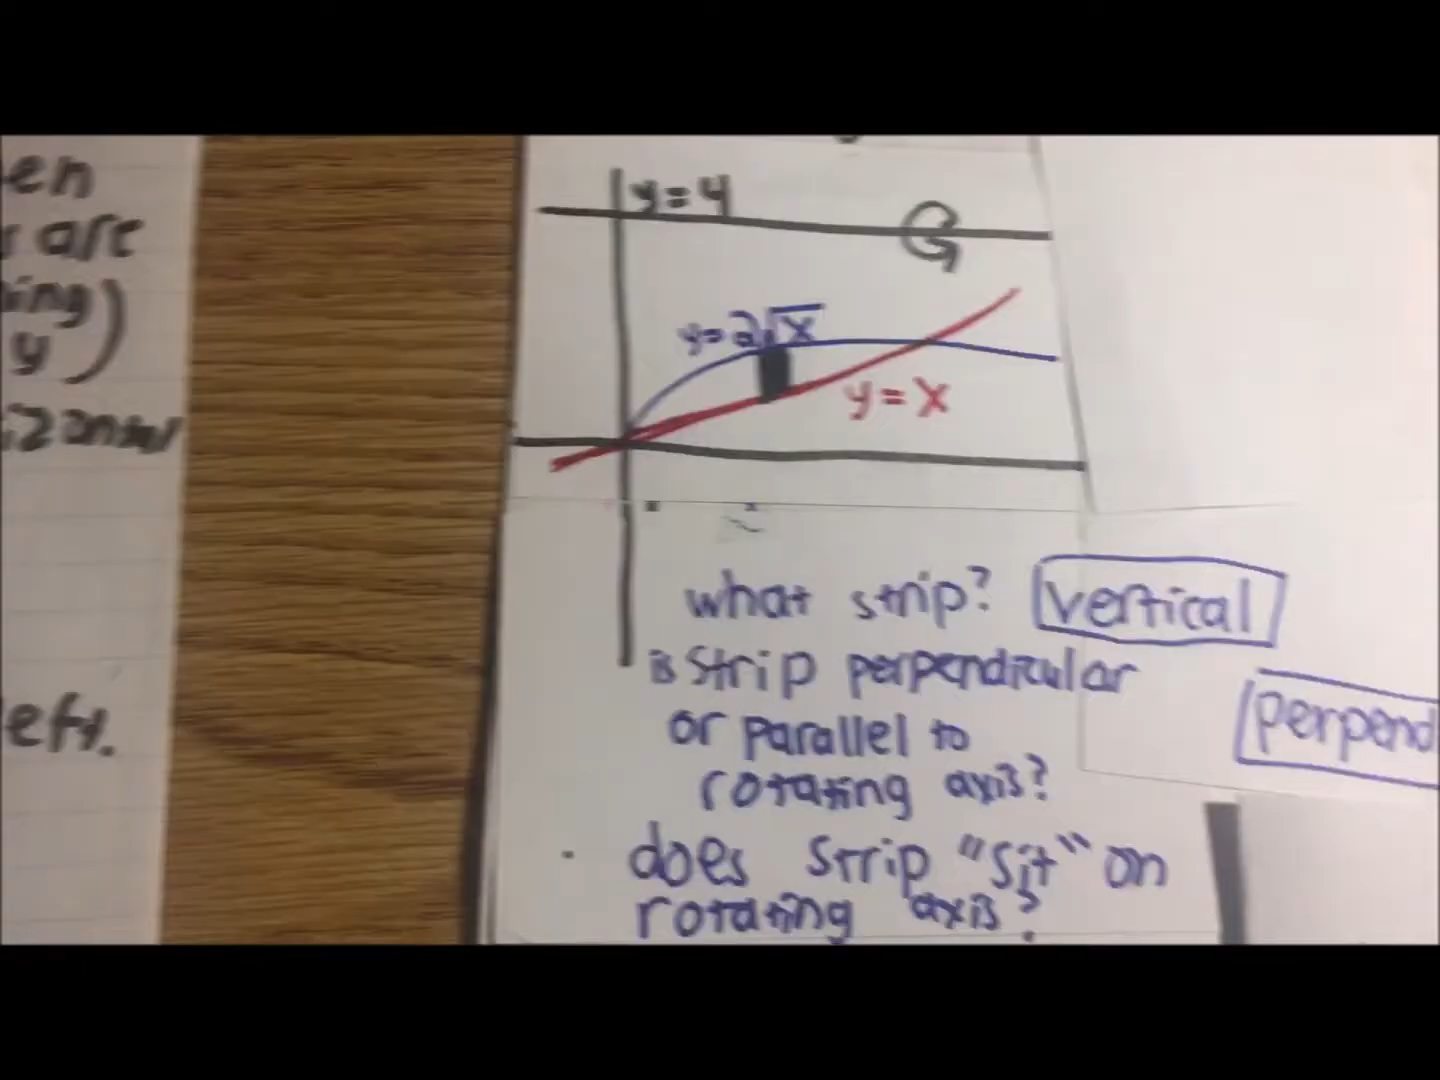 en
are
ing)
y)
eft.
y = 4
y = 2√x
y = x
what strip? vertical
is strip perpendicular
or parallel to
rotating axis?
perpend
does strip "sit" on
rotating axis?